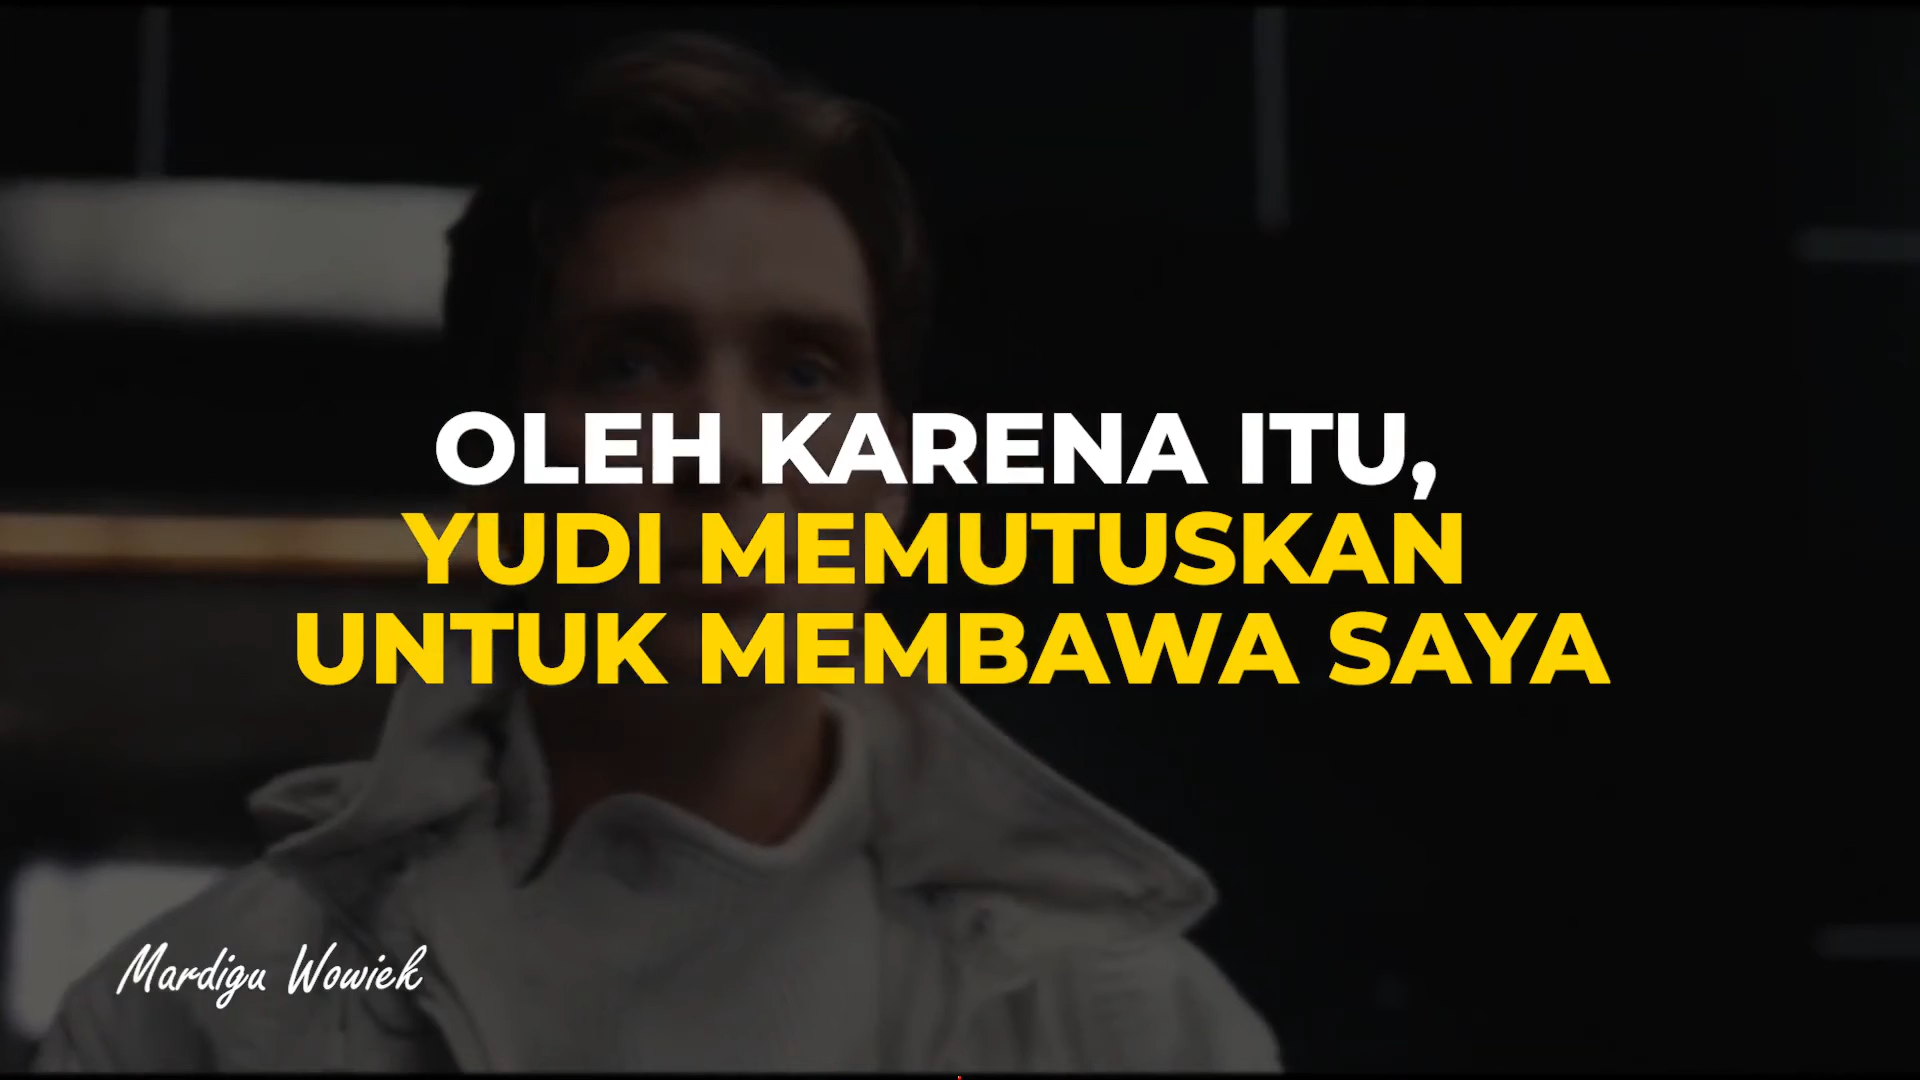 OLEH KARENA ITU,
YUDI MEMUTUSKAN
UNTUK MEMBAWA SAYA
Mardigu Wowiek